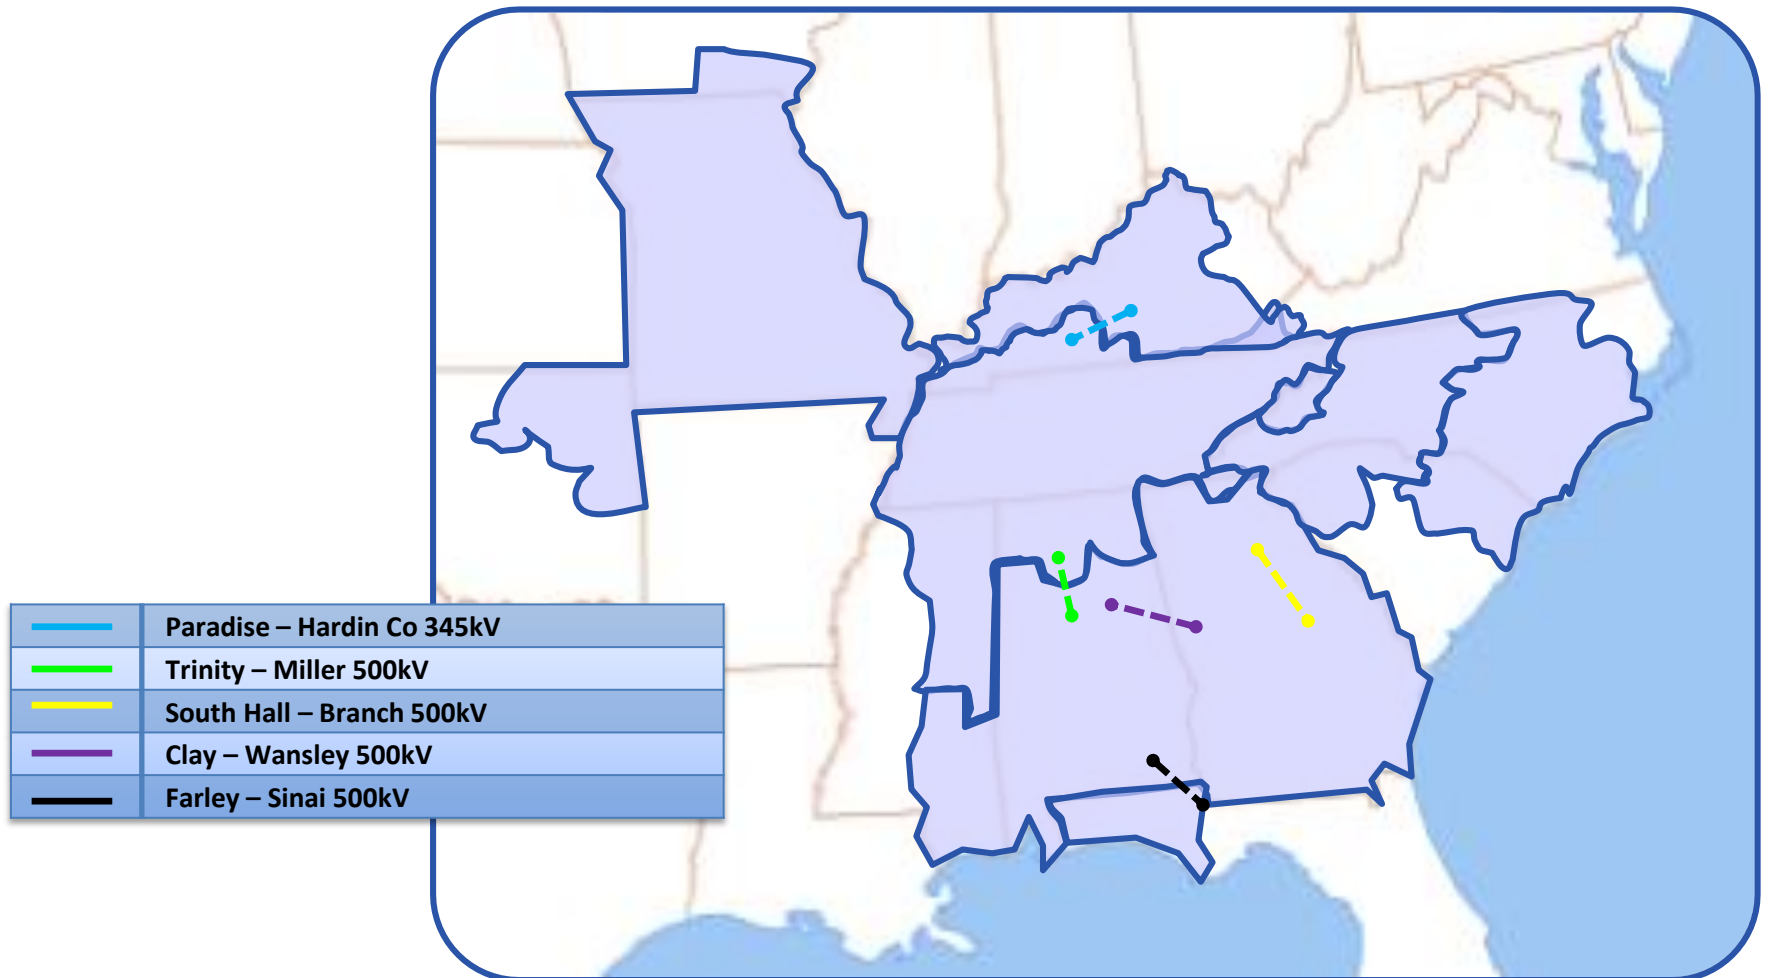 Paradise – Hardin Co 345kV
Trinity – Miller 500kV
South Hall – Branch 500kV
Clay – Wansley 500kV
Farley – Sinai 500kV